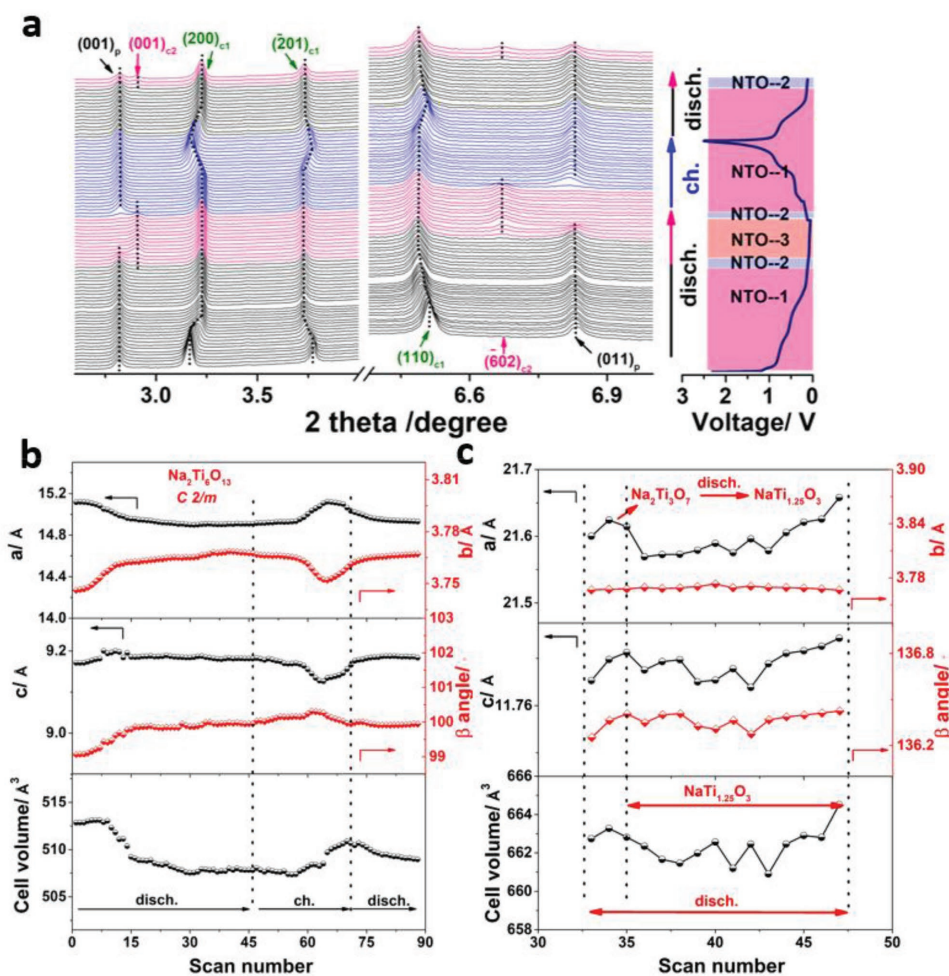 a
(001)p
(001)c2
(200)c1
(2̄01)c1
(110)c1
(6̄02)c2
(011)p
3.0
3.5
6.6
6.9
2 theta /degree
disch.
ch.
disch.
NTO--2
NTO--1
NTO--2
NTO--3
NTO--2
NTO--1
3
2
1
0
Voltage/ V
b
Na2Ti6O13
C 2/m
15.2
14.8
14.4
14.0
a/ Å
3.81
3.78
3.75
b/ Å
103
102
101
100
99
β angle/ .
9.2
9.0
c/ Å
515
510
505
Cell volume/ Å3
disch.
ch.
disch.
0
15
30
45
60
75
90
Scan number
c
disch.
Na2Ti3O7
NaTi1.25O3
21.7
21.6
21.5
a/ Å
3.90
3.84
3.78
b/ Å
11.76
c/ Å
136.8
136.2
β angle/ .
666
664
662
660
658
Cell volume/ Å3
NaTi1.25O3
disch.
30
35
40
45
50
Scan number